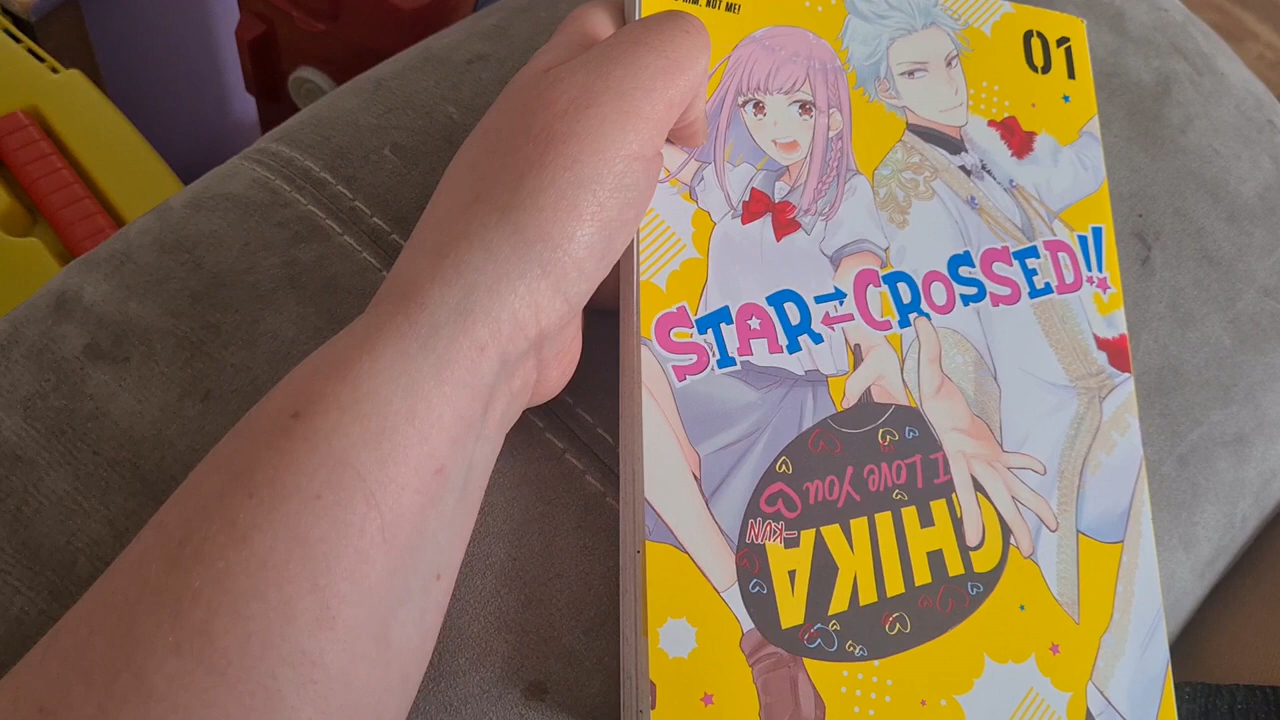 HIM. NOT ME!
01
STAR⇄CROSSED!!
CHIKA
-KUN
I Love You